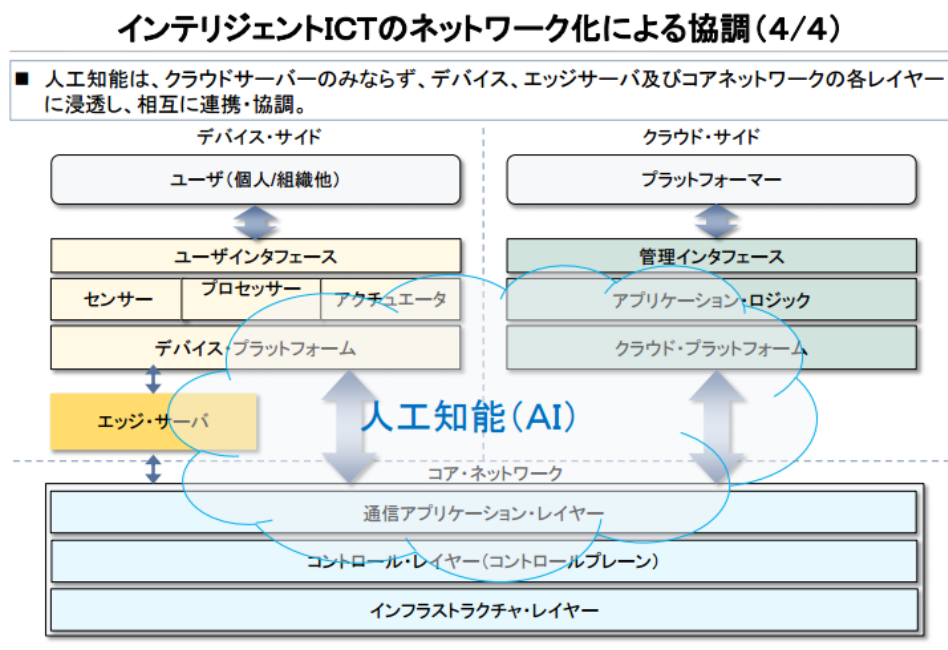 インテリジェントICTのネットワーク化による協調(4/4)
■ 人工知能は、クラウドサーバーのみならず、デバイス、エッジサーバ及びコアネットワークの各レイヤー
に浸透し、相互に連携・協調。
デバイス・サイド
クラウド・サイド
ユーザ(個人/組織他)
プラットフォーマー
ユーザインタフェース
管理インタフェース
センサー
プロセッサー
アクチュエータ
アプリケーション・ロジック
デバイス・プラットフォーム
クラウド・プラットフォーム
エッジ・サーバ
人工知能(AI)
コア・ネットワーク
通信アプリケーション・レイヤー
コントロール・レイヤー(コントロールプレーン)
インフラストラクチャ・レイヤー